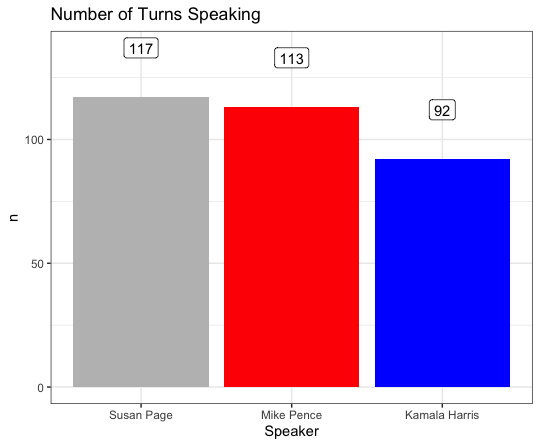 Number of Turns Speaking
117
113
92
100
50
0
n
Susan Page
Mike Pence
Kamala Harris
Speaker